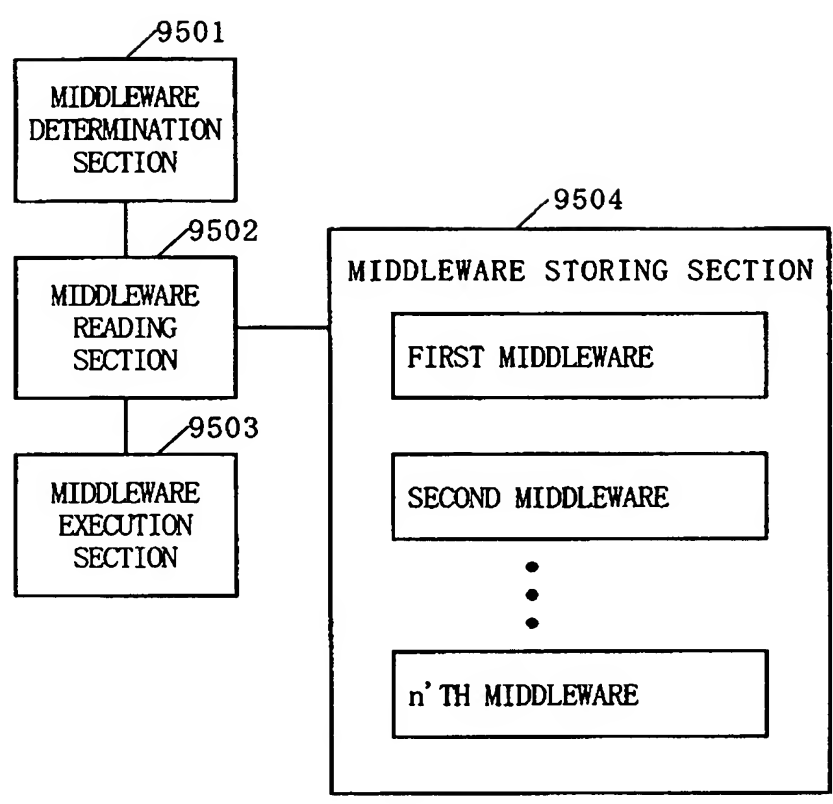 9501
MIDDLEWARE
DETERMINATION
SECTION
9502
MIDDLEWARE
READING
SECTION
9503
MIDDLEWARE
EXECUTION
SECTION
9504
MIDDLEWARE STORING SECTION
FIRST MIDDLEWARE
SECOND MIDDLEWARE
n'TH MIDDLEWARE